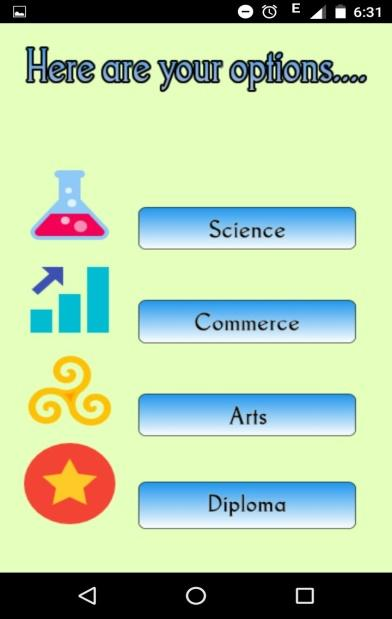 E 6:31
Here are your options....
Science
Commerce
Arts
Diploma